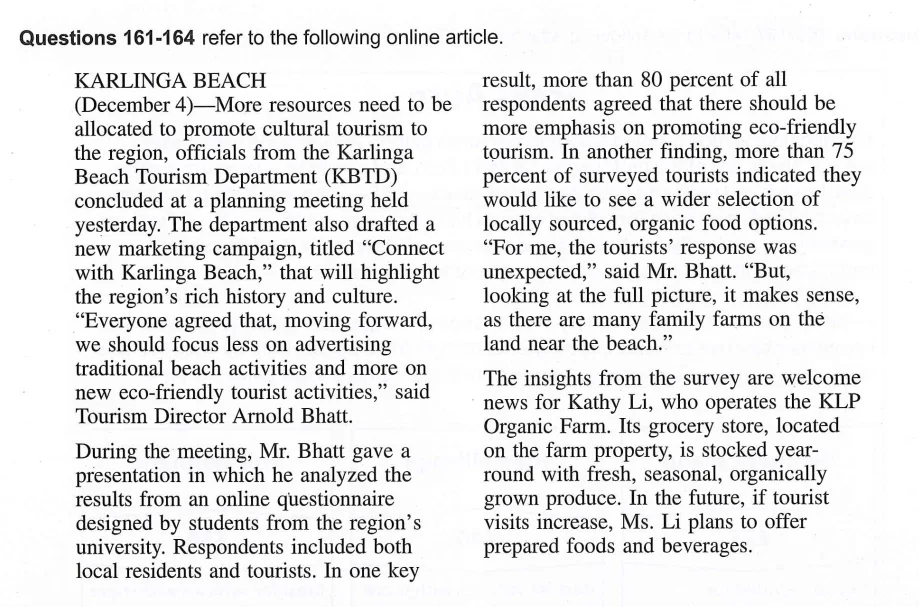 Questions 161-164 refer to the following online article.
KARLINGA BEACH
(December 4)—More resources need to be
allocated to promote cultural tourism to
the region, officials from the Karlinga
Beach Tourism Department (KBTD)
concluded at a planning meeting held
yesterday. The department also drafted a
new marketing campaign, titled “Connect
with Karlinga Beach,” that will highlight
the region’s rich history and culture.
“Everyone agreed that, moving forward,
we should focus less on advertising
traditional beach activities and more on
new eco-friendly tourist activities,” said
Tourism Director Arnold Bhatt.
During the meeting, Mr. Bhatt gave a
presentation in which he analyzed the
results from an online questionnaire
designed by students from the region’s
university. Respondents included both
local residents and tourists. In one key
result, more than 80 percent of all
respondents agreed that there should be
more emphasis on promoting eco-friendly
tourism. In another finding, more than 75
percent of surveyed tourists indicated they
would like to see a wider selection of
locally sourced, organic food options.
“For me, the tourists’ response was
unexpected,” said Mr. Bhatt. “But,
looking at the full picture, it makes sense,
as there are many family farms on the
land near the beach.”
The insights from the survey are welcome
news for Kathy Li, who operates the KLP
Organic Farm. Its grocery store, located
on the farm property, is stocked year-
round with fresh, seasonal, organically
grown produce. In the future, if tourist
visits increase, Ms. Li plans to offer
prepared foods and beverages.